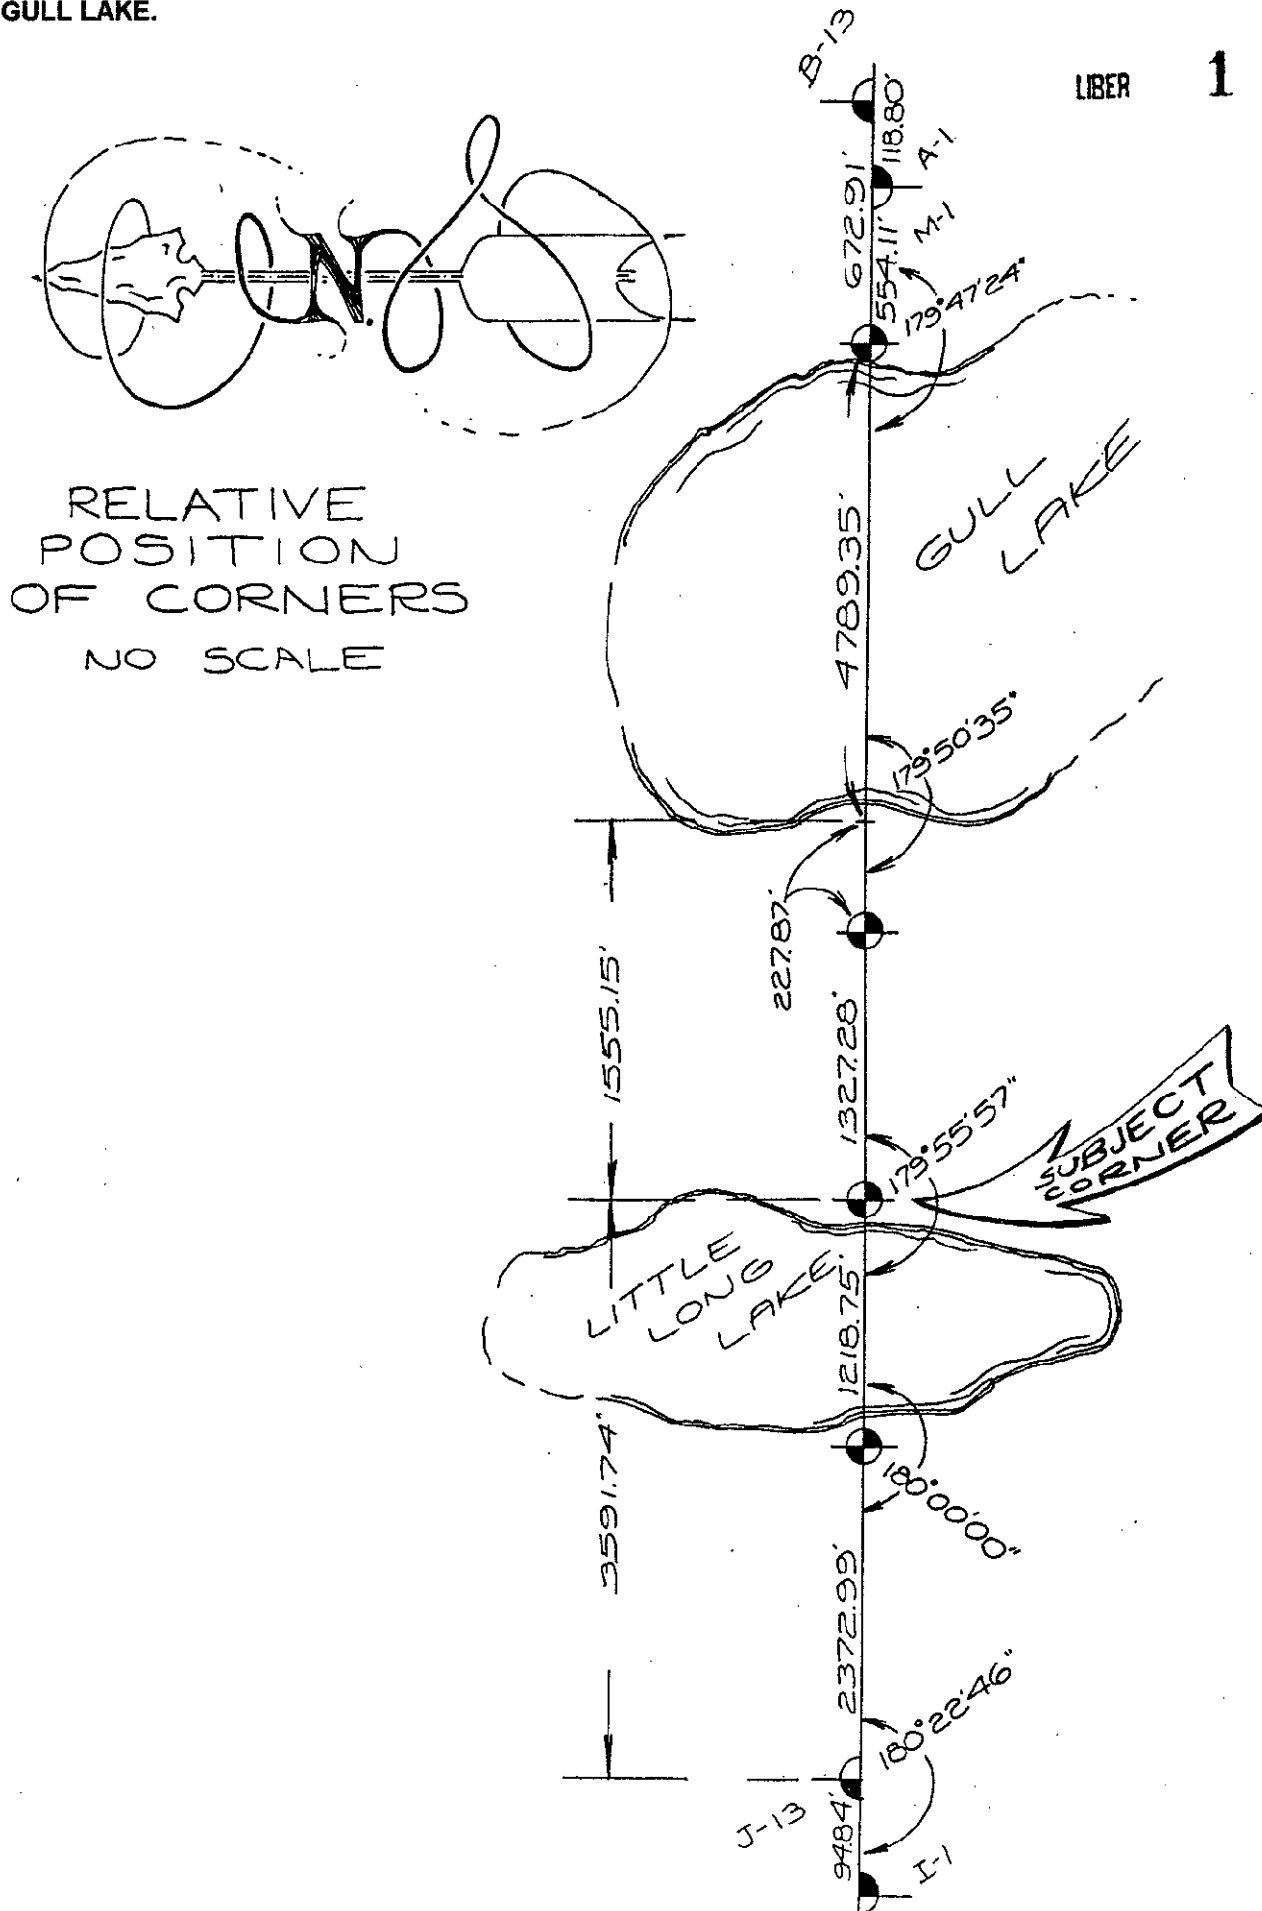 GULL LAKE.
LIBER 1
B-13
118.80'
A-1
672.91'
M-1
554.11'
179°47'24"
N.
RELATIVE
POSITION
OF CORNERS
NO SCALE
GULL
LAKE
4789.35'
179°50'35"
227.87'
1555.15'
1327.28'
179°55'57"
SUBJECT
CORNER
LITTLE
LONG
LAKE
1218.75'
3591.74'
180°00'00"
2372.99'
180°22'46"
J-13
94.84'
I-1